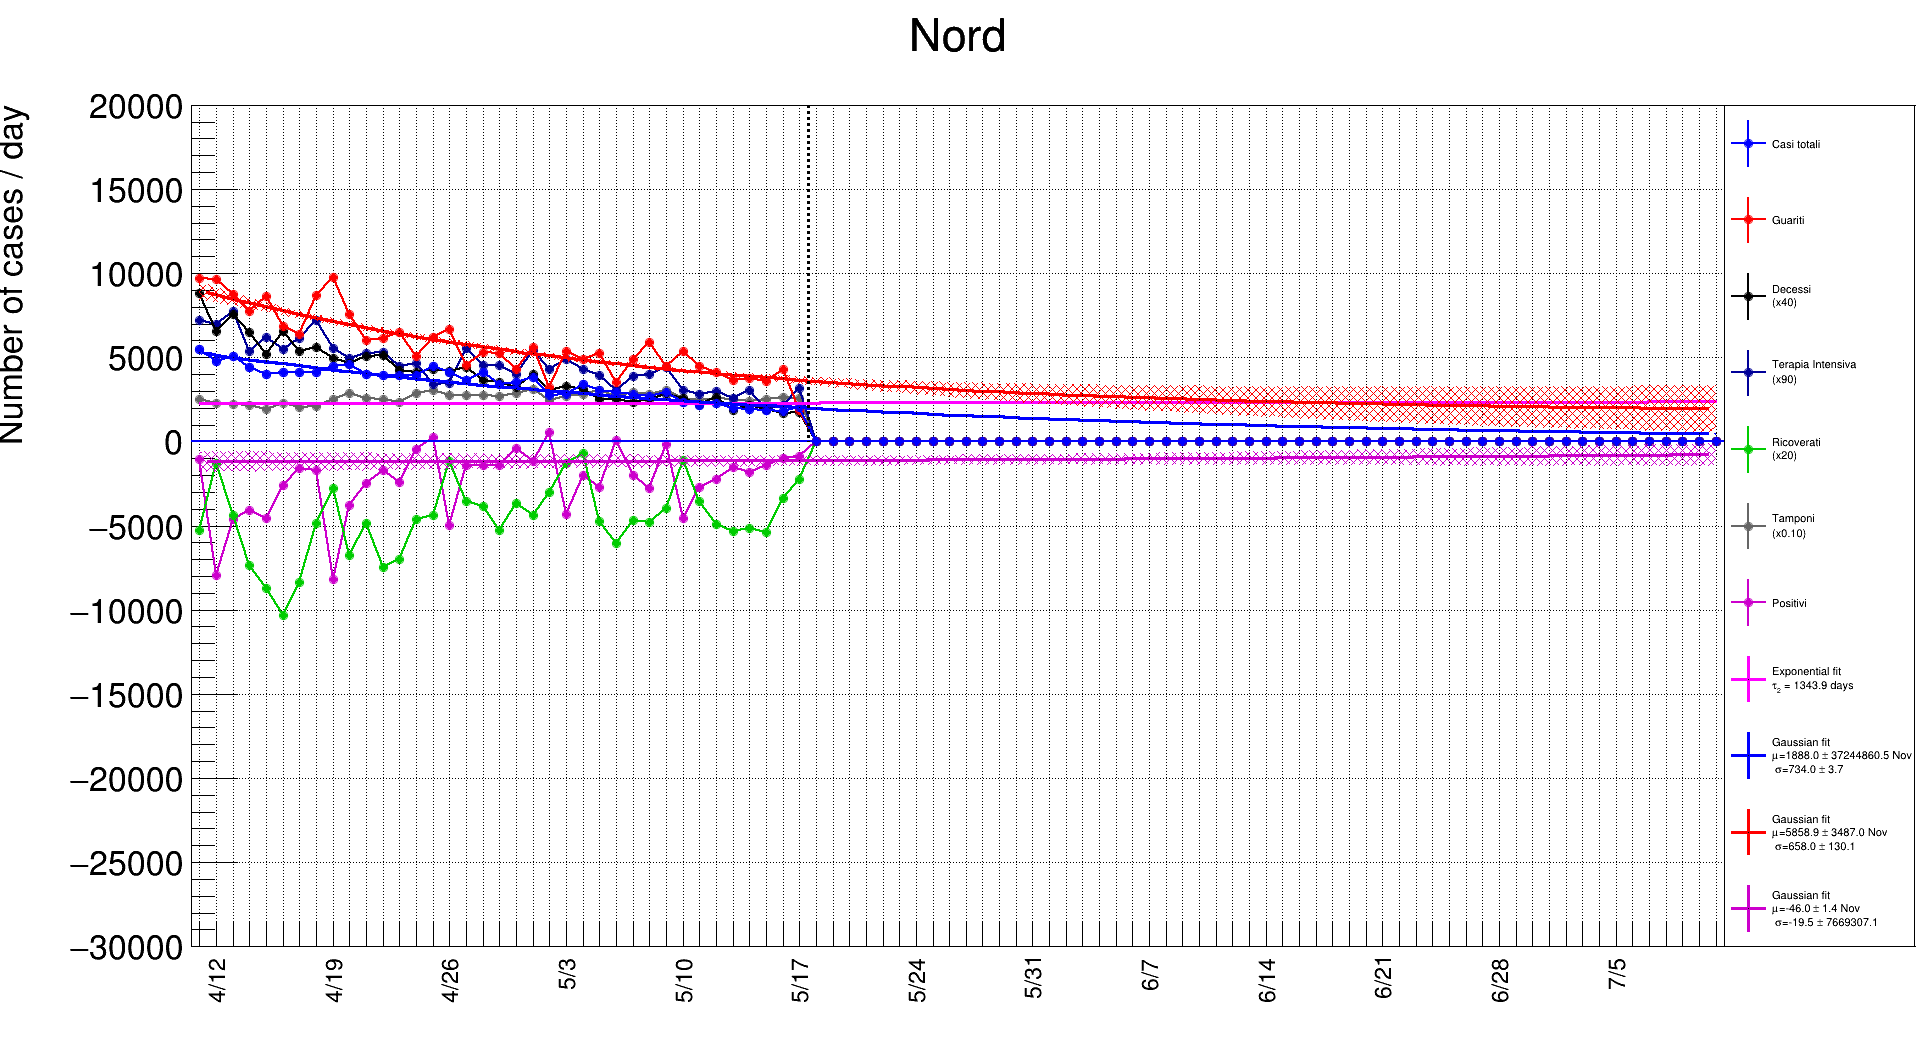 Nord
Number of cases / day
20000
15000
10000
5000
0
−5000
−10000
−15000
−20000
−25000
−30000
4/12
4/19
4/26
5/3
5/10
5/17
5/24
5/31
6/7
6/14
6/21
6/28
7/5
Casi totali
Guariti
Decessi
(x40)
Terapia Intensiva
(x90)
Ricoverati
(x20)
Tamponi
(x0.10)
Positivi
Exponential fit
τ2 = 1343.9 days
Gaussian fit
μ=1888.0 ± 37244860.5 Nov
σ=734.0 ± 3.7
Gaussian fit
μ=5858.9 ± 3487.0 Nov
σ=658.0 ± 130.1
Gaussian fit
μ=-46.0 ± 1.4 Nov
σ=-19.5 ± 7669307.1